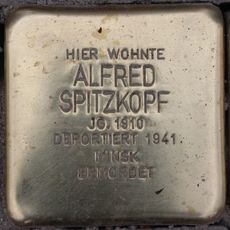 HIER WOHNTE
ALFRED
SPITZKOPF
JG. 1910
DEPORTIERT 1941
MINSK
ERMORDET